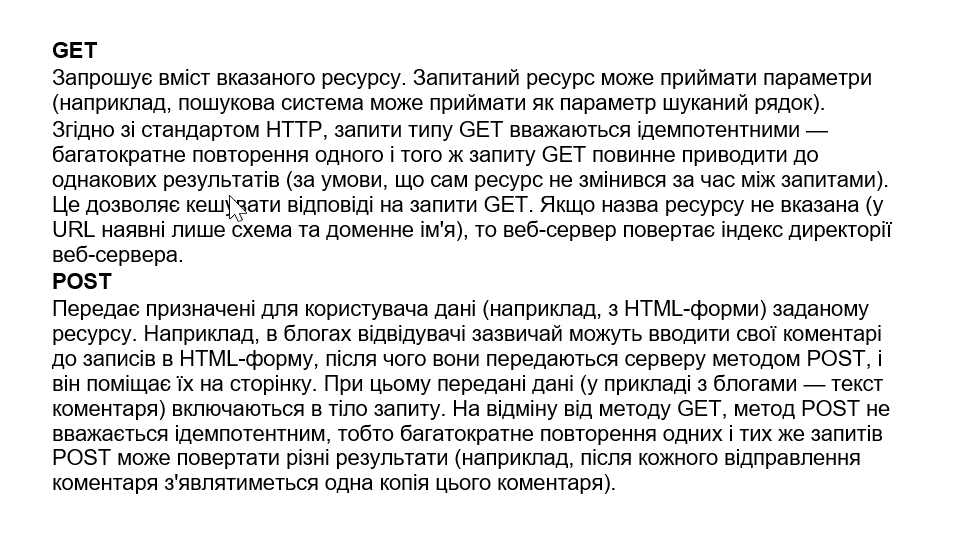 GET
Запрошує вміст вказаного ресурсу. Запитаний ресурс може приймати параметри
(наприклад, пошукова система може приймати як параметр шуканий рядок).
Згідно зі стандартом HTTP, запити типу GET вважаються ідемпотентними —
багатократне повторення одного і того ж запиту GET повинне приводити до
однакових результатів (за умови, що сам ресурс не змінився за час між запитами).
Це дозволяє кешувати відповіді на запити GET. Якщо назва ресурсу не вказана (у
URL наявні лише схема та доменне ім'я), то веб-сервер повертає індекс директорії
веб-сервера.
POST
Передає призначені для користувача дані (наприклад, з HTML-форми) заданому
ресурсу. Наприклад, в блогах відвідувачі зазвичай можуть вводити свої коментарі
до записів в HTML-форму, після чого вони передаються серверу методом POST, і
він поміщає їх на сторінку. При цьому передані дані (у прикладі з блогами — текст
коментаря) включаються в тіло запиту. На відміну від методу GET, метод POST не
вважається ідемпотентним, тобто багатократне повторення одних і тих же запитів
POST може повертати різні результати (наприклад, після кожного відправлення
коментаря з'являтиметься одна копія цього коментаря).